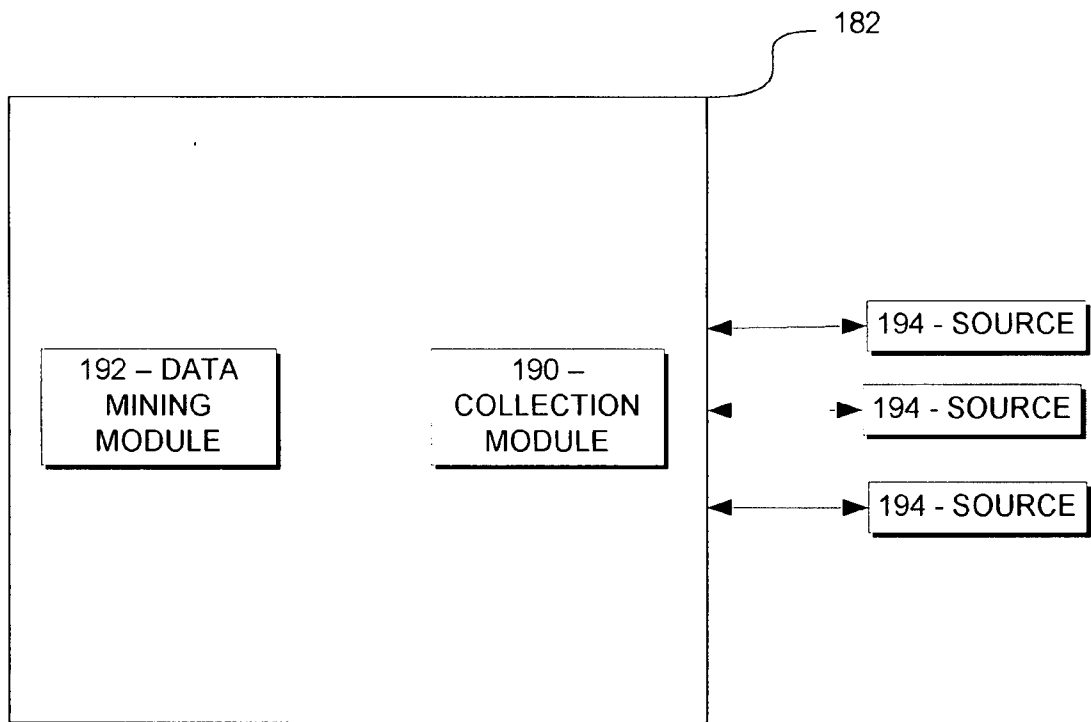 182
194 - SOURCE
192 – DATA
MINING
MODULE
190 –
COLLECTION
MODULE
194 - SOURCE
194 - SOURCE